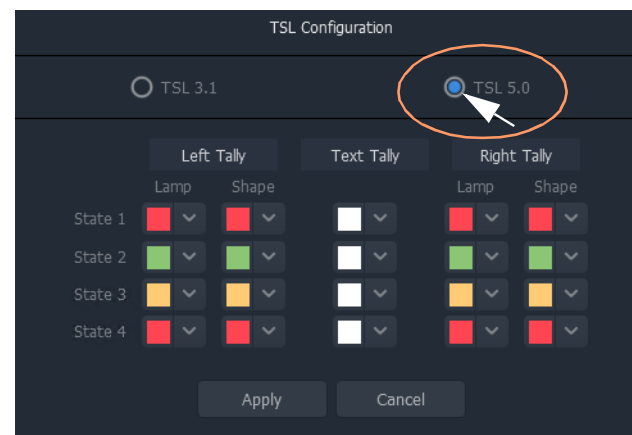 TSL Configuration
TSL 3.1 TSL 5.0
Left Tally Text Tally Right Tally
Lamp Shape Lamp Shape
State 1
State 2
State 3
State 4
Apply Cancel